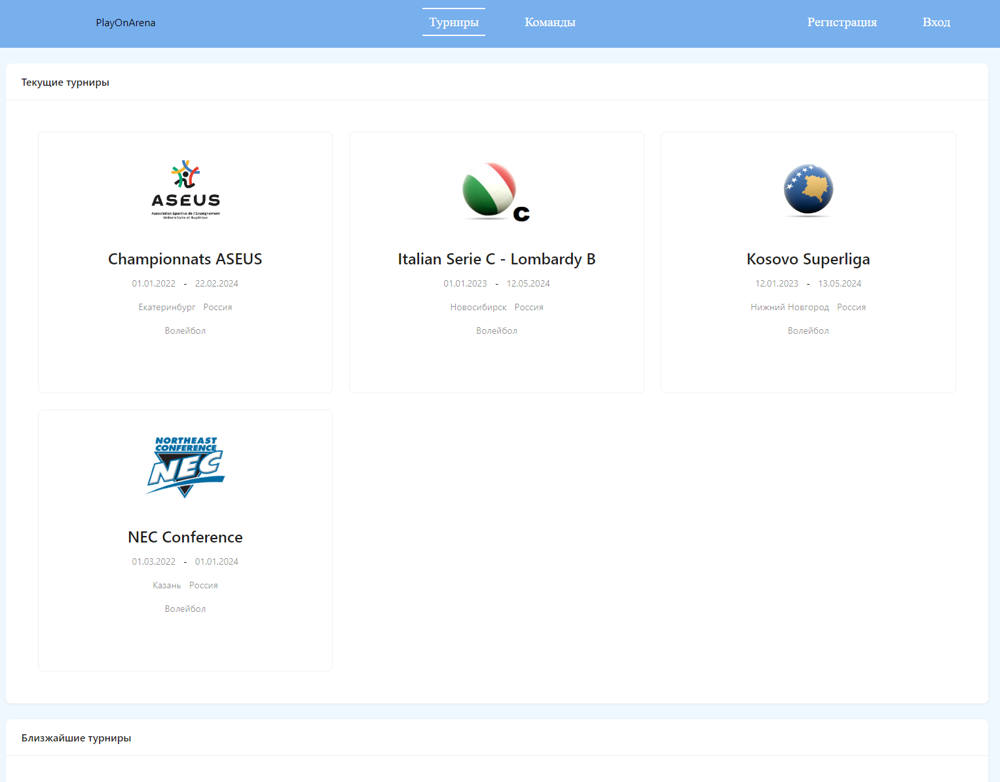 PlayOnArena Турниры Команды Регистрация Вход
Текущие турниры
ASEUS
Association Sportive de l'Enseignement
Universitaire et Supérieur
Championnats ASEUS
01.01.2022 - 22.02.2024
Екатеринбург Россия
Волейбол
C
Italian Serie C - Lombardy B
01.01.2023 - 12.05.2024
Новосибирск Россия
Волейбол
Kosovo Superliga
12.01.2023 - 13.05.2024
Нижний Новгород Россия
Волейбол
NORTHEAST
CONFERENCE
NEC
NEC Conference
01.03.2022 - 01.01.2024
Казань Россия
Волейбол
Близжайшие турниры